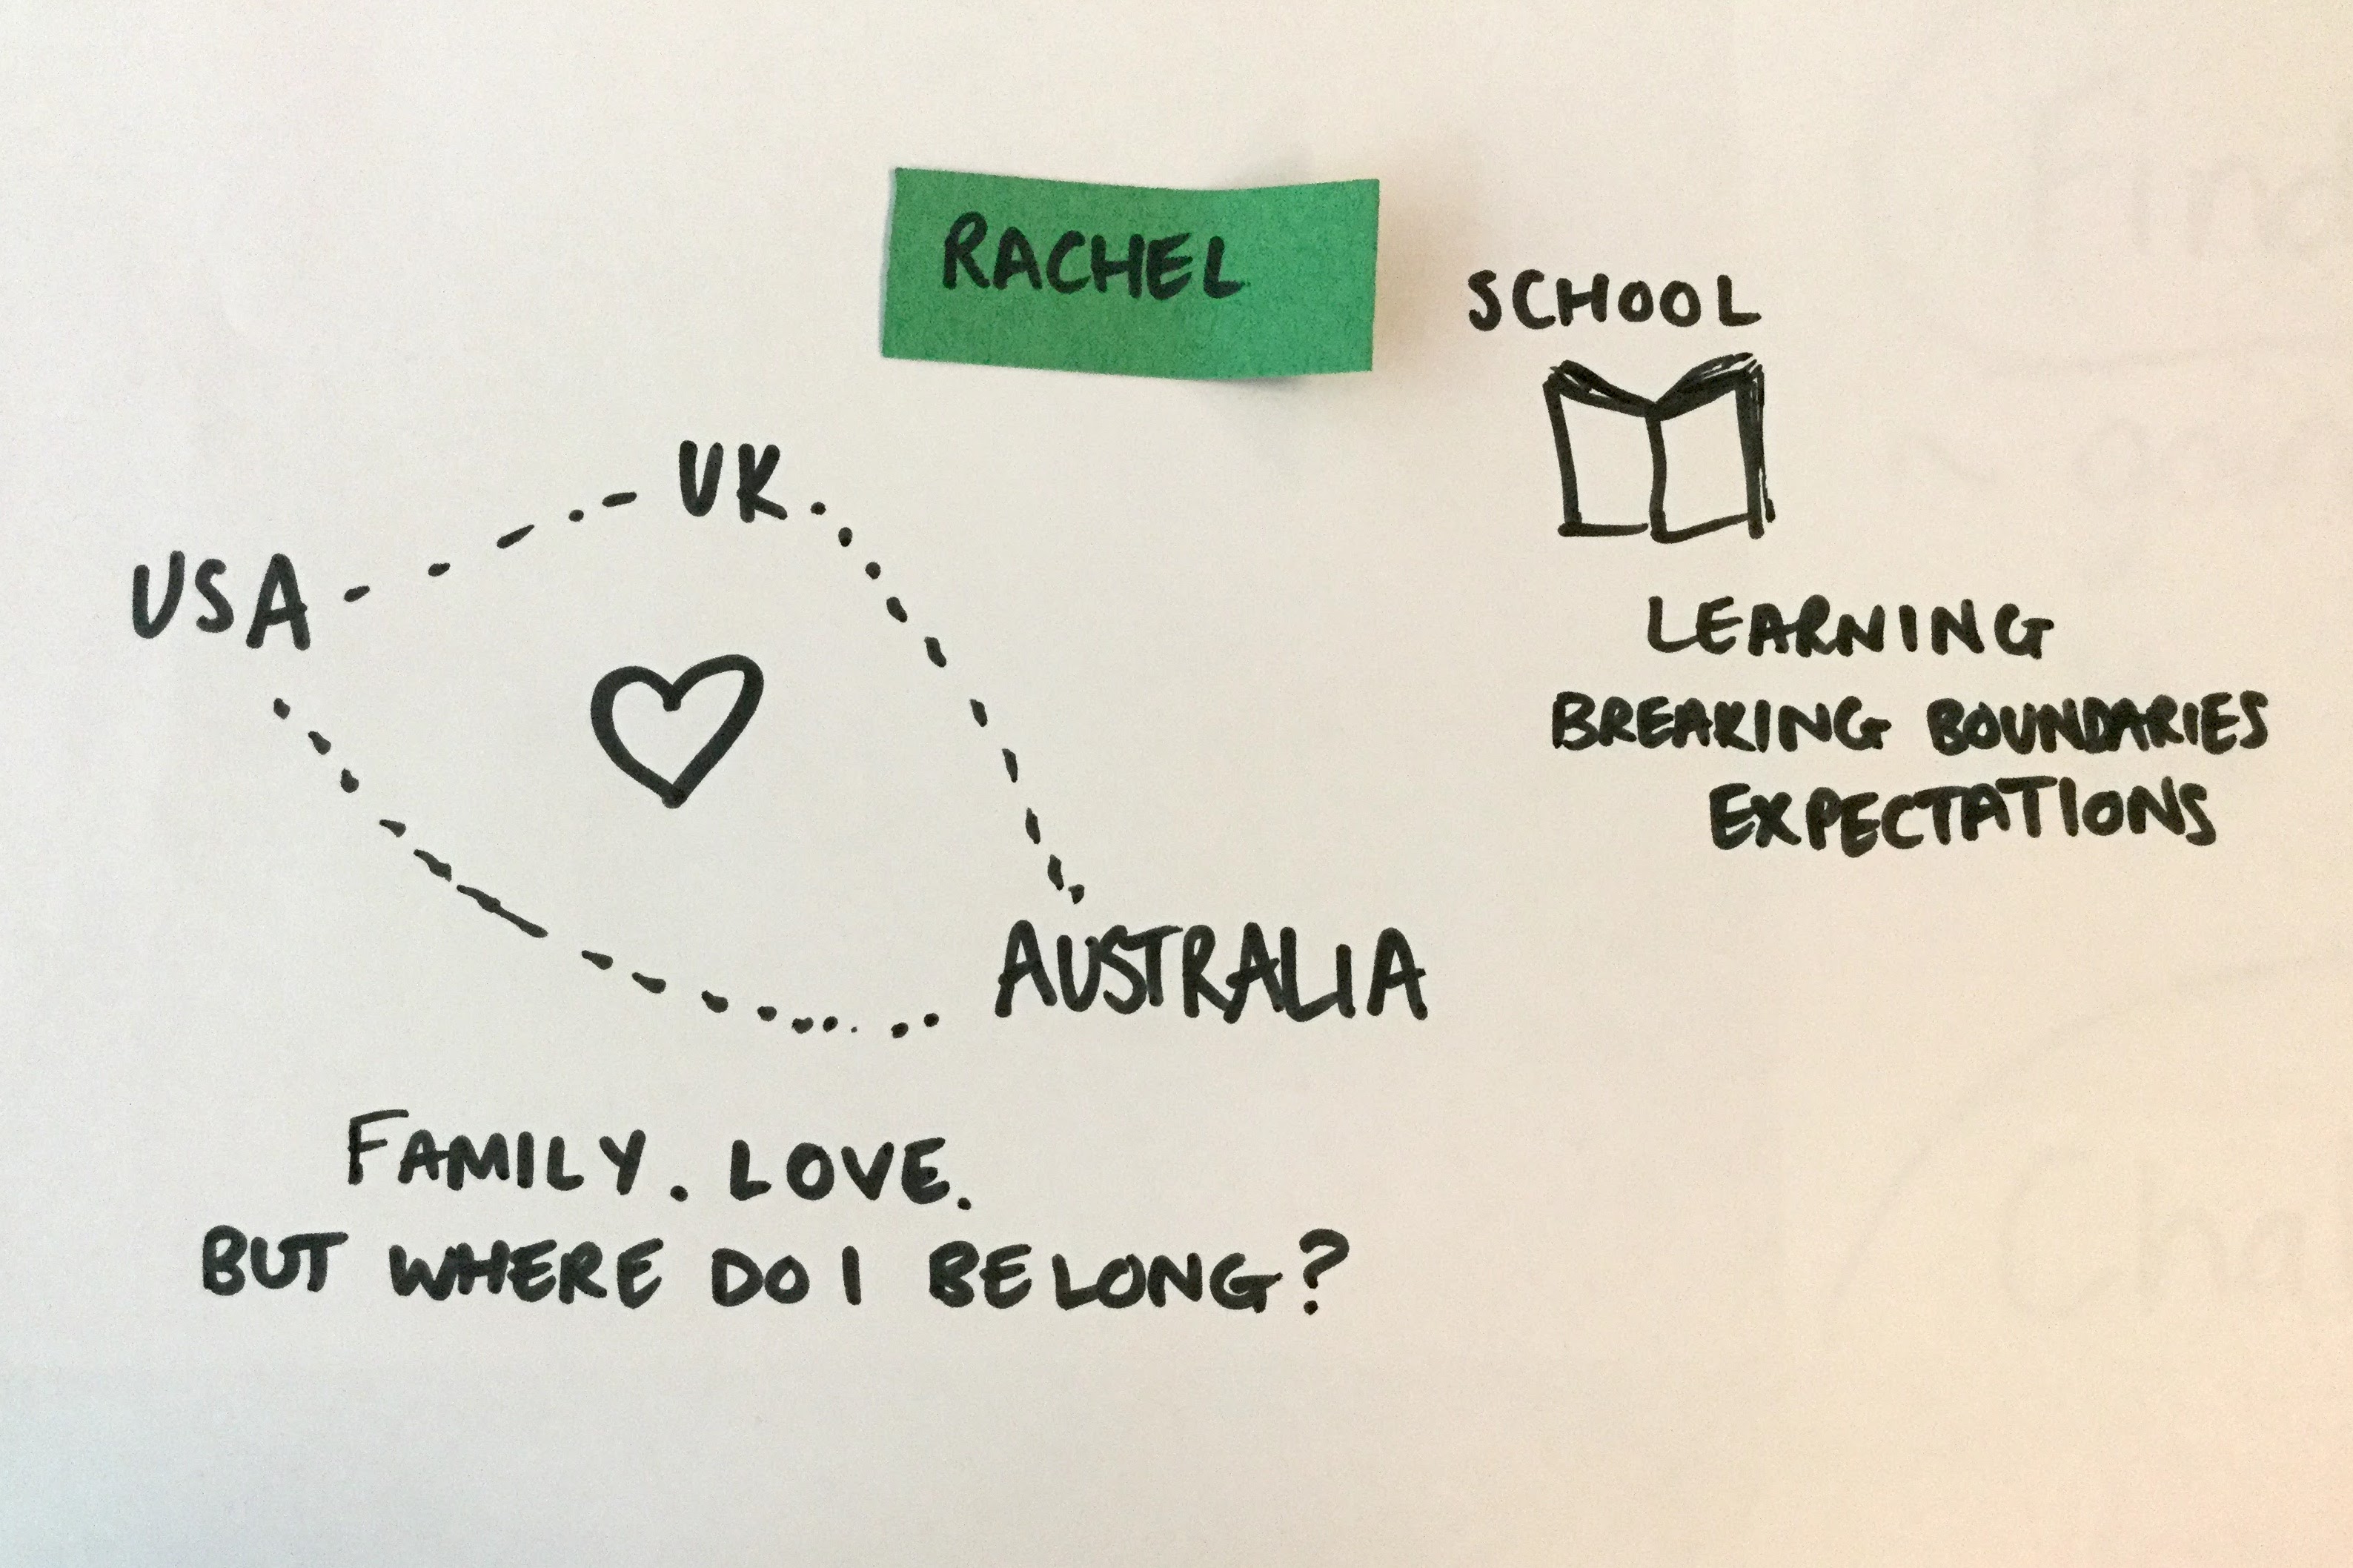 RACHEL
SCHOOL
UK
USA
LEARNING
BREAKING BOUNDARIES
EXPECTATIONS
AUSTRALIA
FAMILY. LOVE.
BUT WHERE DO I BELONG?